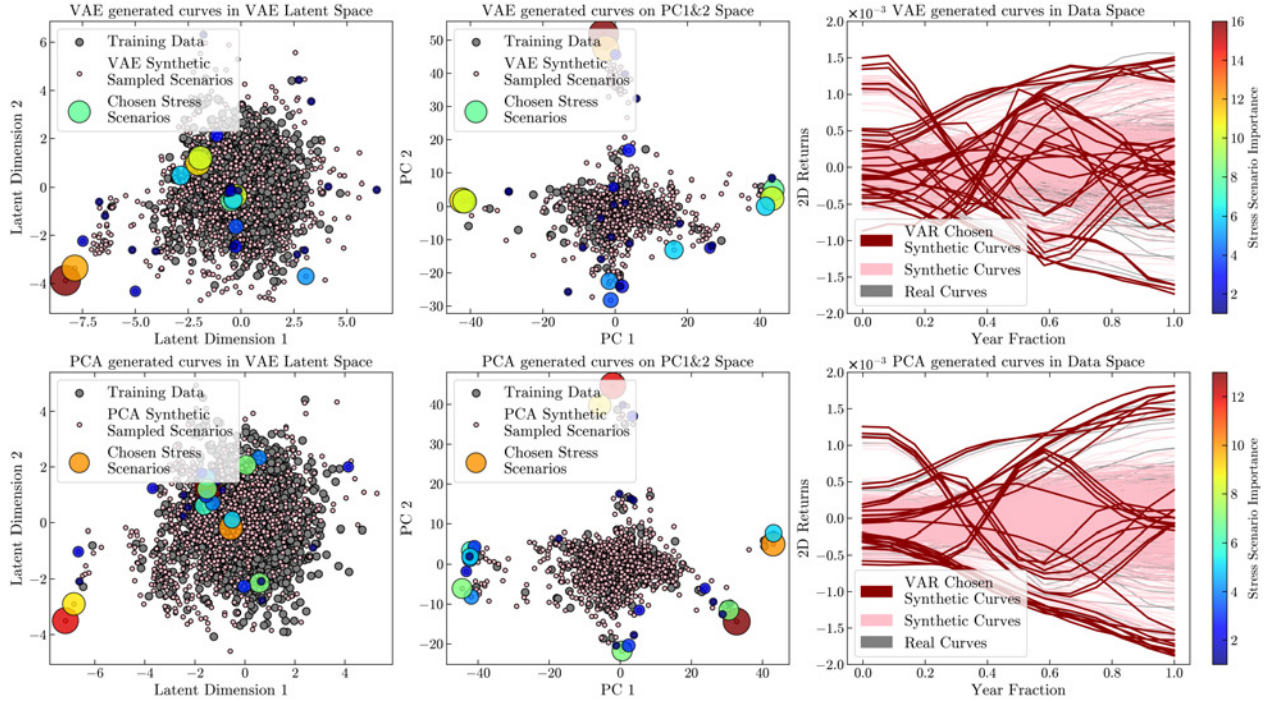 VAE generated curves in VAE Latent Space
Training Data
VAE Synthetic
Sampled Scenarios
Chosen Stress
Scenarios
Latent Dimension 2
6
4
2
0
−2
−4
−7.5
−5.0
−2.5
0.0
2.5
5.0
Latent Dimension 1
VAE generated curves on PC1&2 Space
Training Data
VAE Synthetic
Sampled Scenarios
Chosen Stress
Scenarios
PC 2
50
40
30
20
10
0
−10
−20
−30
−40
−20
0
20
40
PC 1
×10−3
VAE generated curves in Data Space
2D Returns
2.0
1.5
1.0
0.5
0.0
−0.5
−1.0
−1.5
−2.0
VAR Chosen
Synthetic Curves
Synthetic Curves
Real Curves
0.0
0.2
0.4
0.6
0.8
1.0
Year Fraction
16
14
12
10
8
6
4
2
Stress Scenario Importance
PCA generated curves in VAE Latent Space
Training Data
PCA Synthetic
Sampled Scenarios
Chosen Stress
Scenarios
Latent Dimension 2
4
2
0
−2
−4
−6
−4
−2
0
2
4
Latent Dimension 1
PCA generated curves on PC1&2 Space
Training Data
PCA Synthetic
Sampled Scenarios
Chosen Stress
Scenarios
PC 2
40
30
20
10
0
−10
−20
−40
−20
0
20
40
PC 1
×10−3
PCA generated curves in Data Space
2D Returns
2.0
1.5
1.0
0.5
0.0
−0.5
−1.0
−1.5
−2.0
VAR Chosen
Synthetic Curves
Synthetic Curves
Real Curves
0.0
0.2
0.4
0.6
0.8
1.0
Year Fraction
12
10
8
6
4
2
Stress Scenario Importance